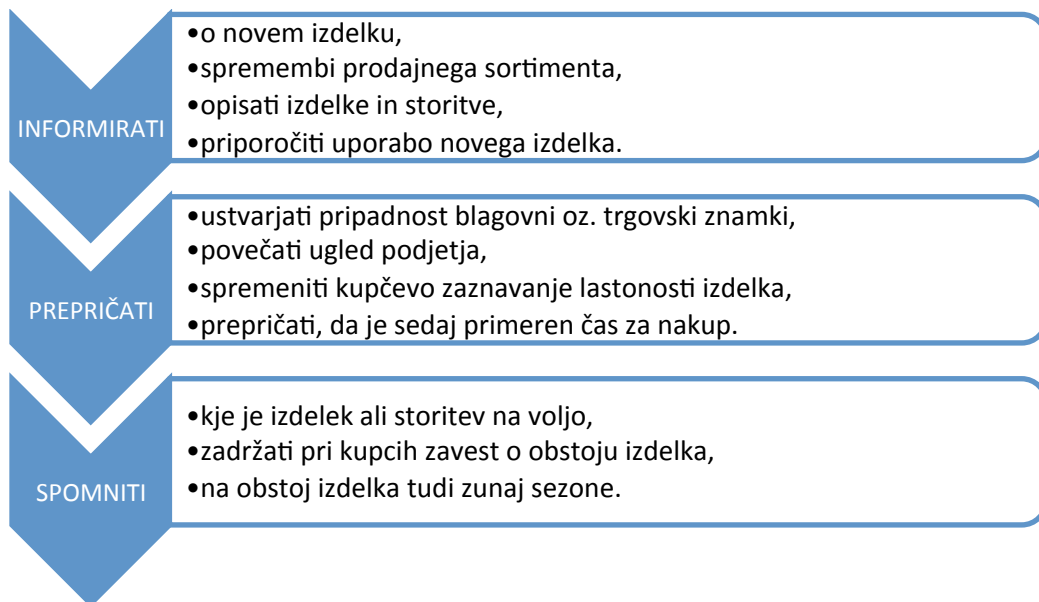 INFORMIRATI
•o novem izdelku,
•spremembi prodajnega sortimenta,
•opisati izdelke in storitve,
•priporočiti uporabo novega izdelka.
PREPRIČATI
•ustvarjati pripadnost blagovni oz. trgovski znamki,
•povečati ugled podjetja,
•spremeniti kupčevo zaznavanje lastonosti izdelka,
•prepričati, da je sedaj primeren čas za nakup.
SPOMNITI
•kje je izdelek ali storitev na voljo,
•zadržati pri kupcih zavest o obstoju izdelka,
•na obstoj izdelka tudi zunaj sezone.